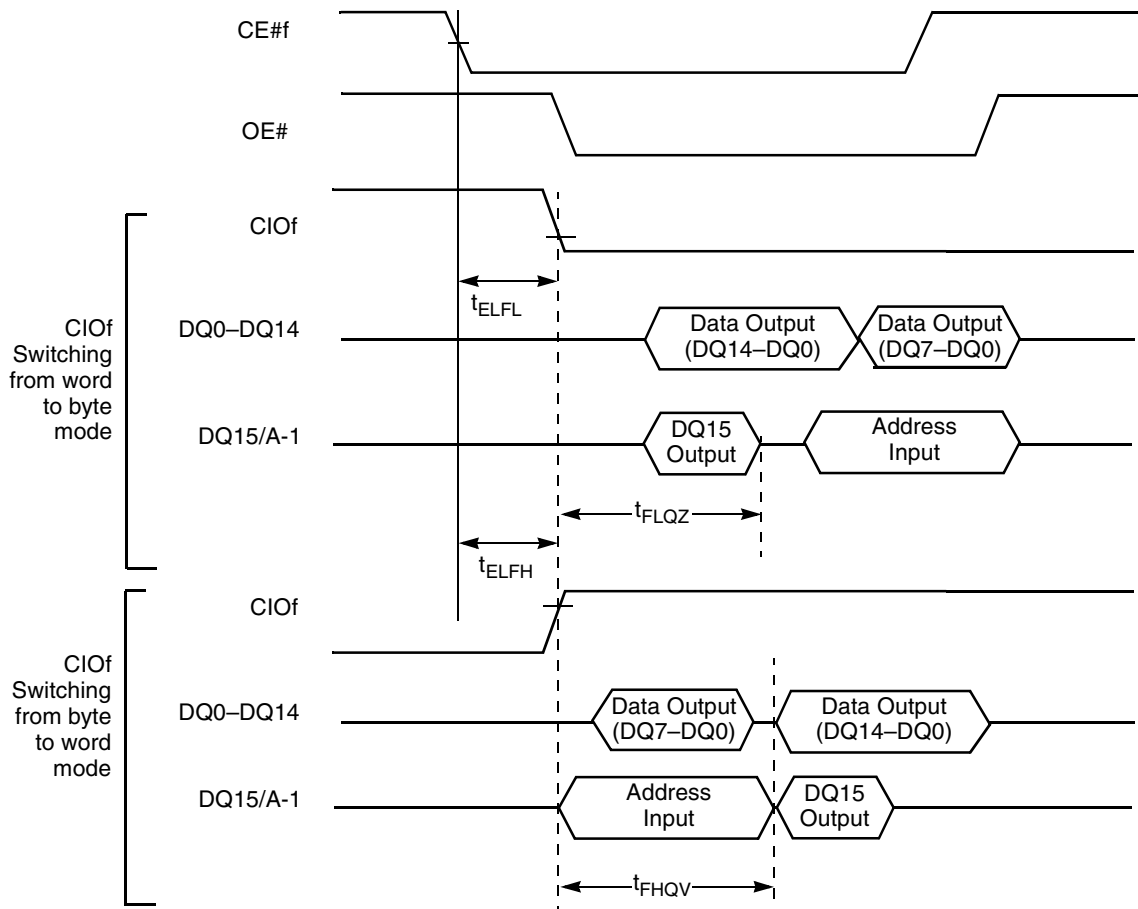 CE#f
OE#
CIOf
Switching
from word
to byte
mode
CIOf
tELFL
DQ0–DQ14
Data Output
(DQ14–DQ0)
Data Output
(DQ7–DQ0)
DQ15/A-1
DQ15
Output
Address
Input
tFLQZ
tELFH
CIOf
Switching
from byte
to word
mode
CIOf
DQ0–DQ14
Data Output
(DQ7–DQ0)
Data Output
(DQ14–DQ0)
DQ15/A-1
Address
Input
DQ15
Output
tFHQV